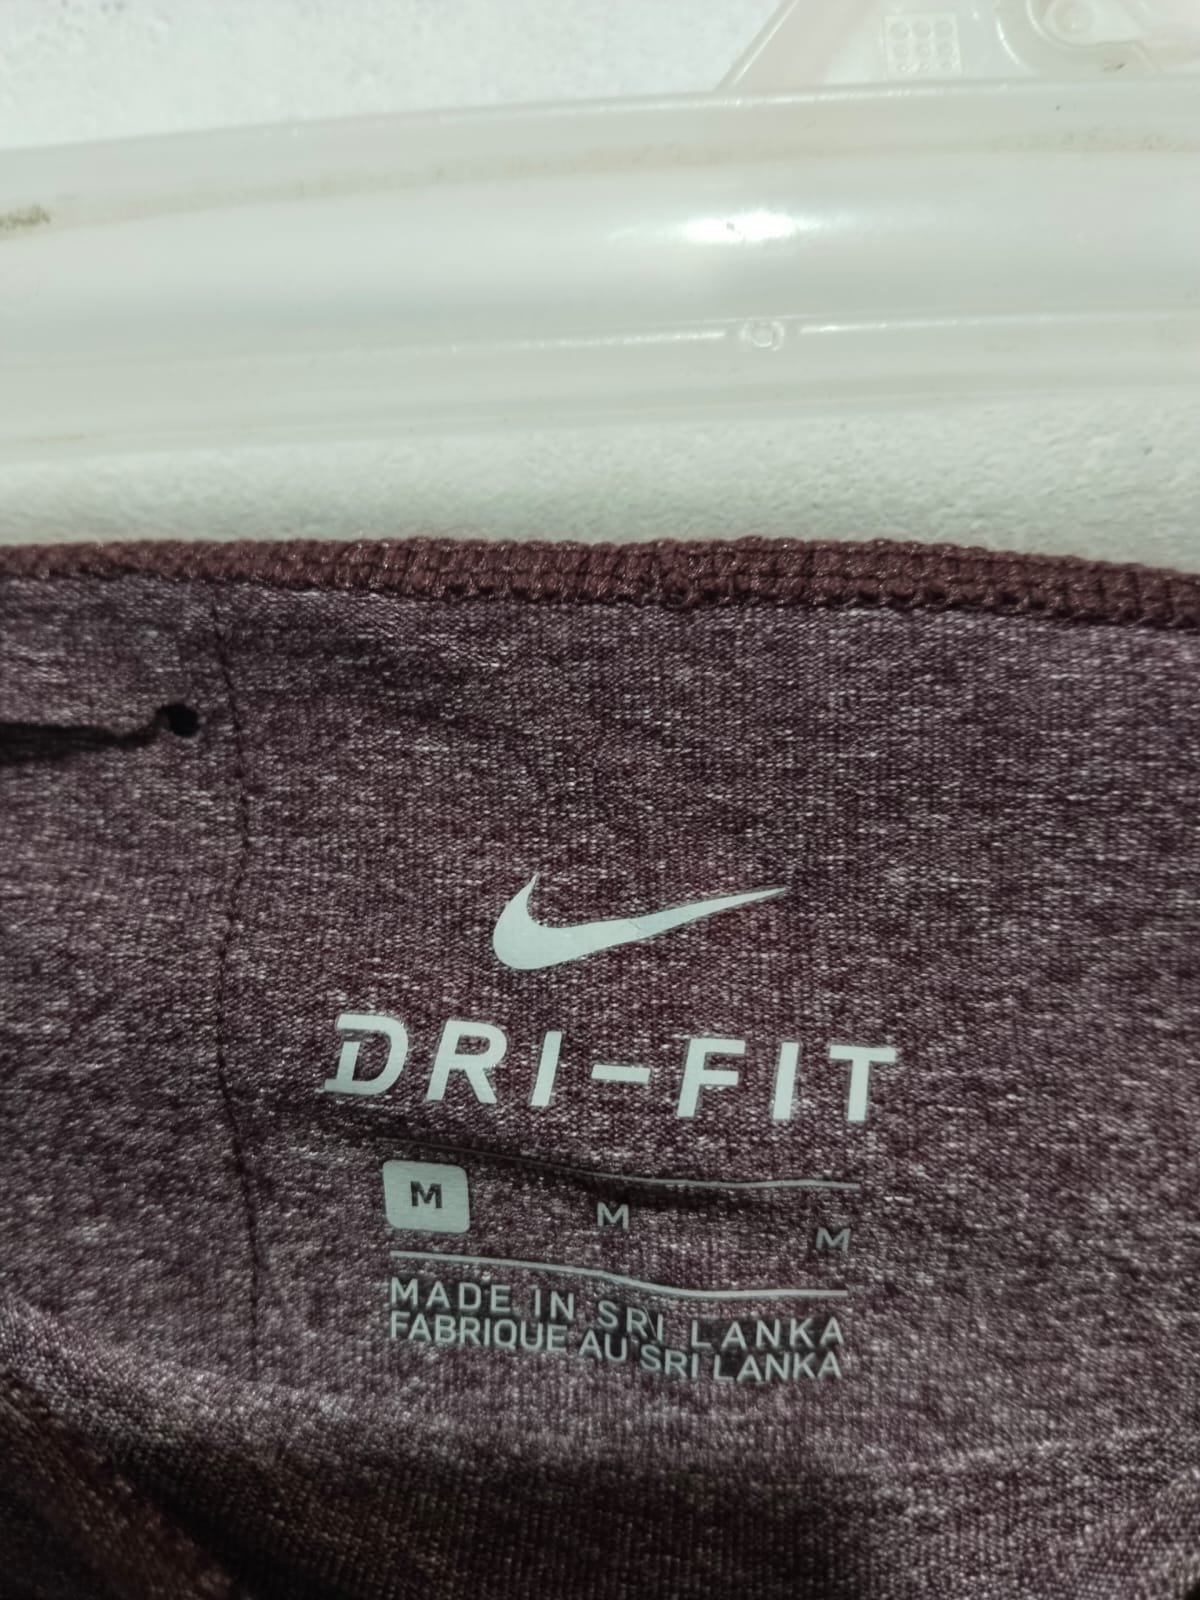 DRI-FIT
M M M
MADE IN SRI LANKA
FABRIQUE AU SRI LANKA